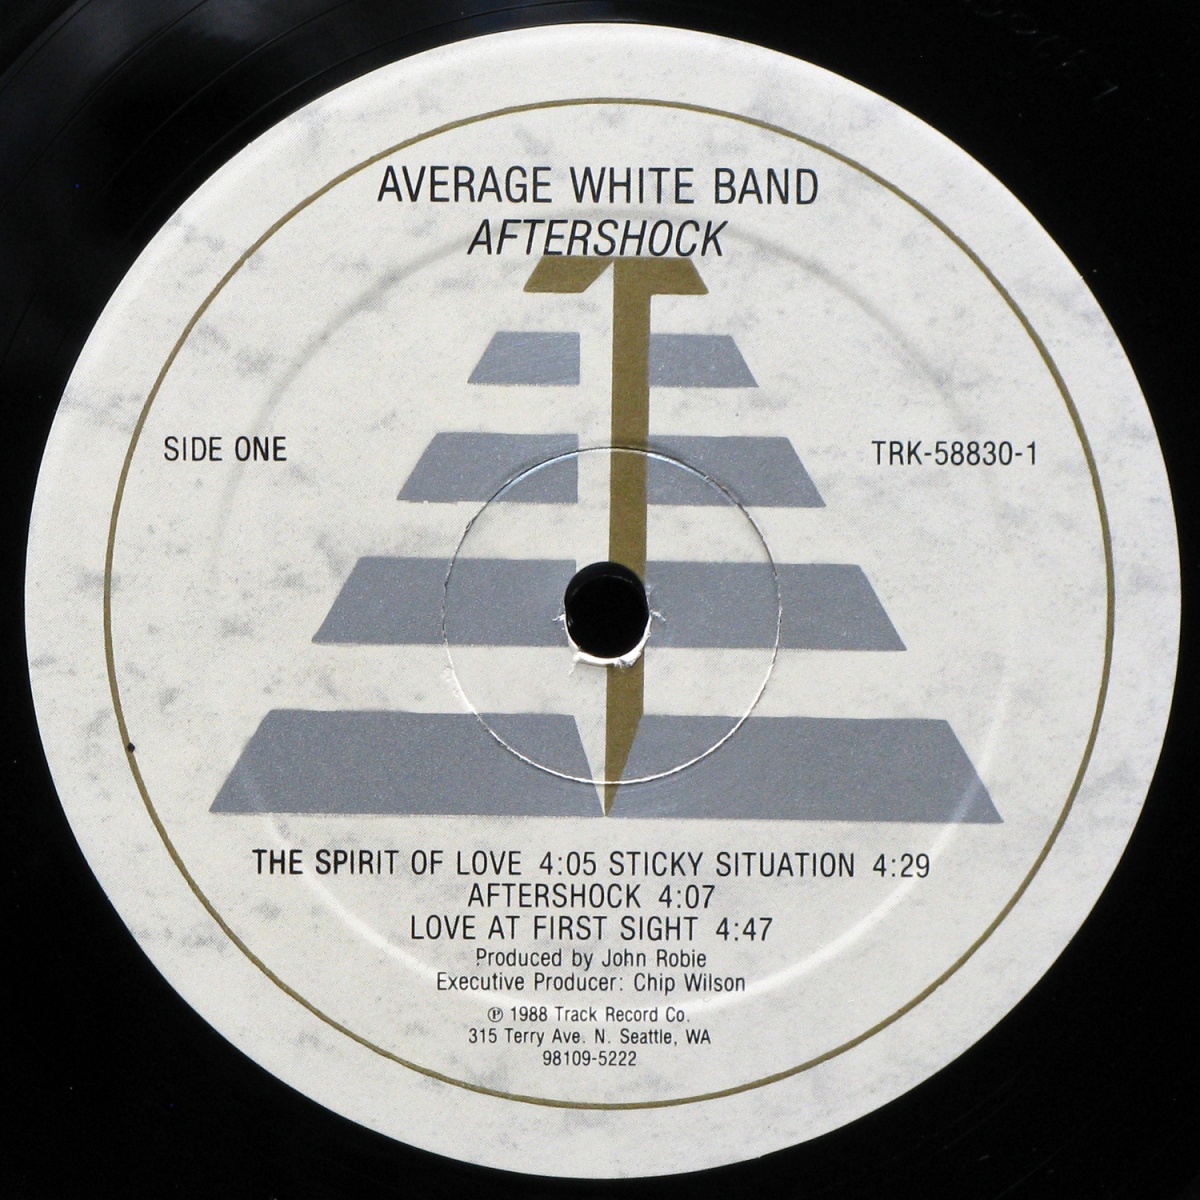 AVERAGE WHITE BAND
AFTERSHOCK
SIDE ONE
TRK-58830-1
THE SPIRIT OF LOVE 4:05 STICKY SITUATION 4:29
AFTERSHOCK 4:07
LOVE AT FIRST SIGHT 4:47
Produced by John Robie
Executive Producer: Chip Wilson
℗ 1988 Track Record Co.
315 Terry Ave. N. Seattle, WA
98109-5222